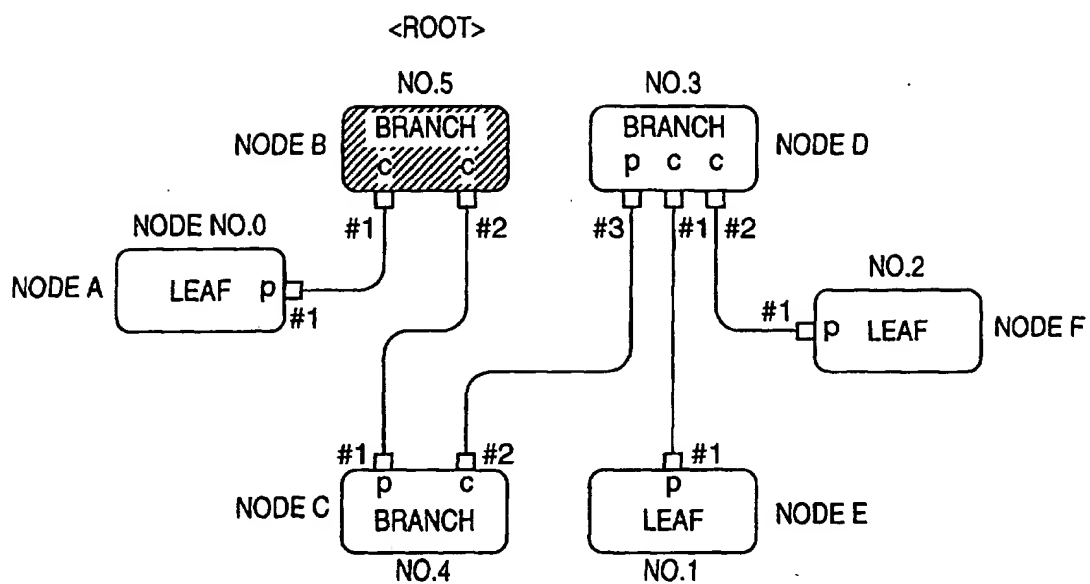 <ROOT>
NO.5
NO.3
NODE B
BRANCH
c c
BRANCH
p c c
NODE D
#1
#2
#3
#1
#2
NODE NO.0
NODE A
LEAF
p
#1
NO.2
#1
p
LEAF
NODE F
#1
#2
#1
NODE C
p c
BRANCH
NO.4
p
LEAF
NO.1
NODE E